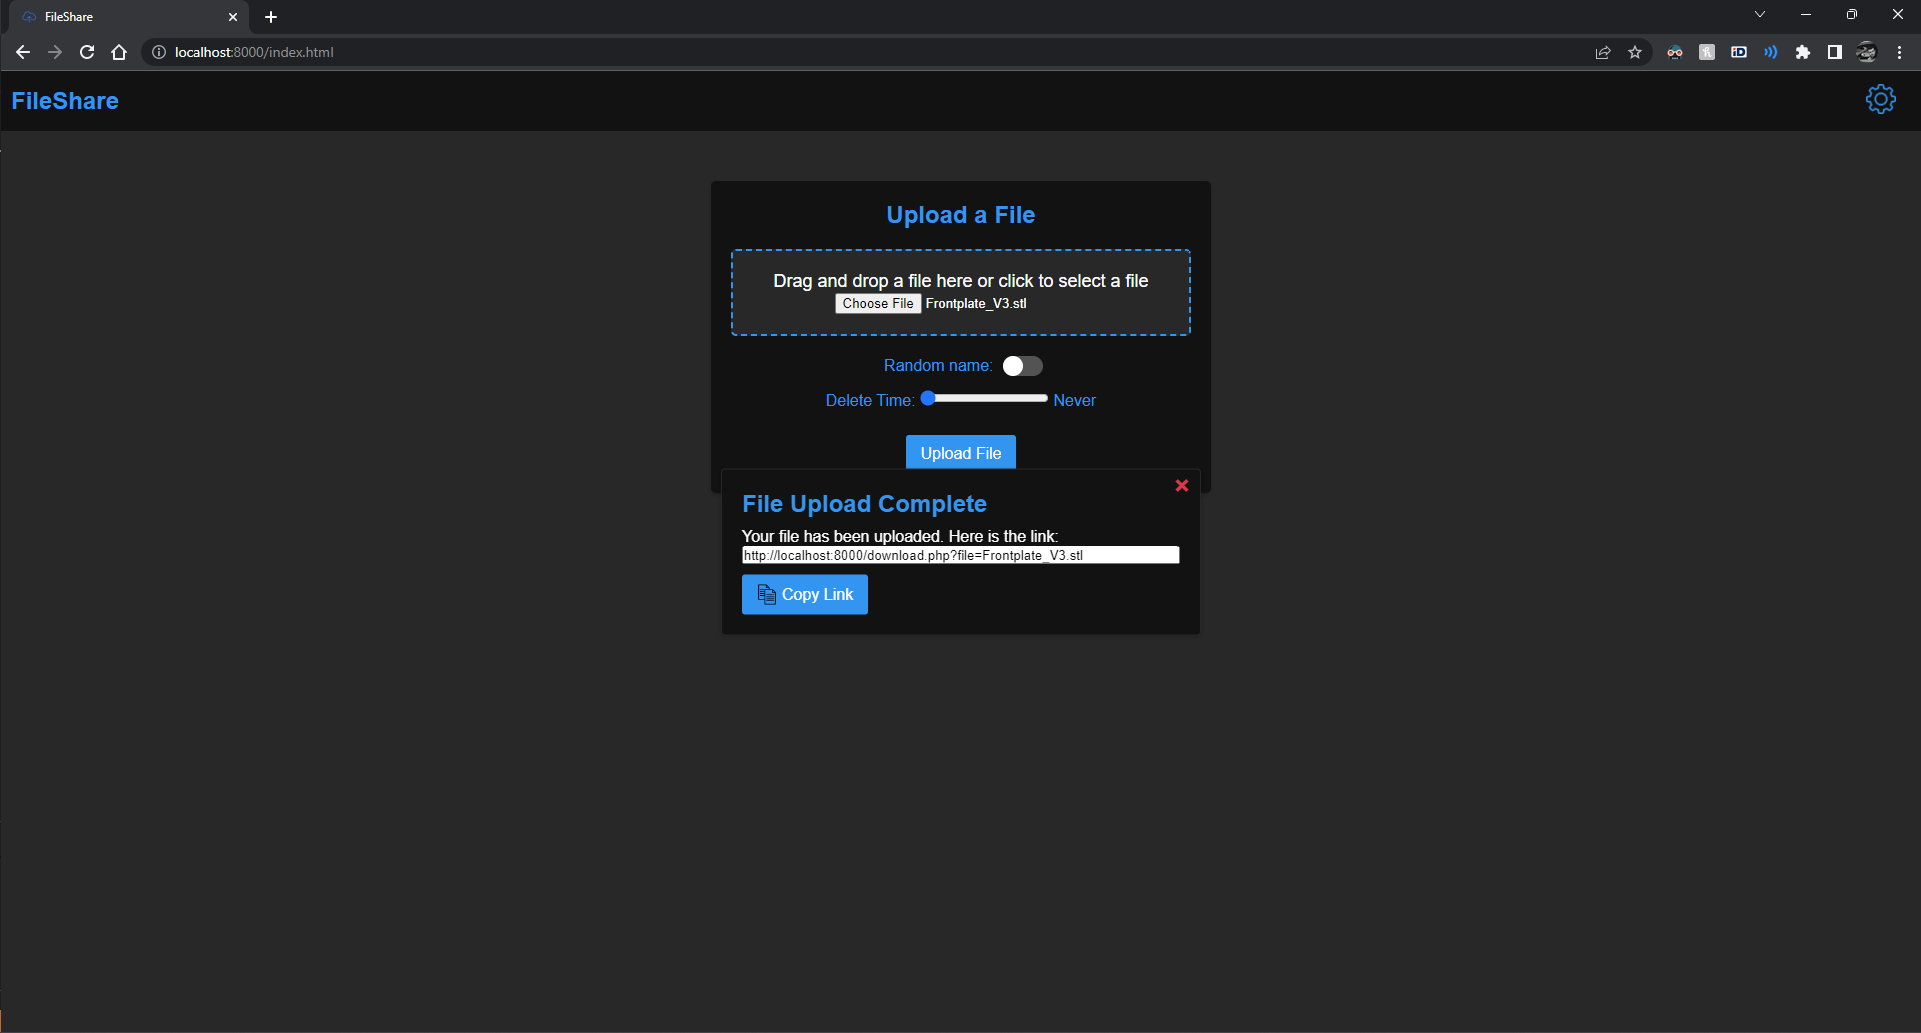 FileShare
localhost:8000/index.html
FileShare
Upload a File
Drag and drop a file here or click to select a file
Choose File Frontplate_V3.stl
Random name:
Delete Time: Never
Upload File
File Upload Complete
Your file has been uploaded. Here is the link:
http://localhost:8000/download.php?file=Frontplate_V3.stl
Copy Link